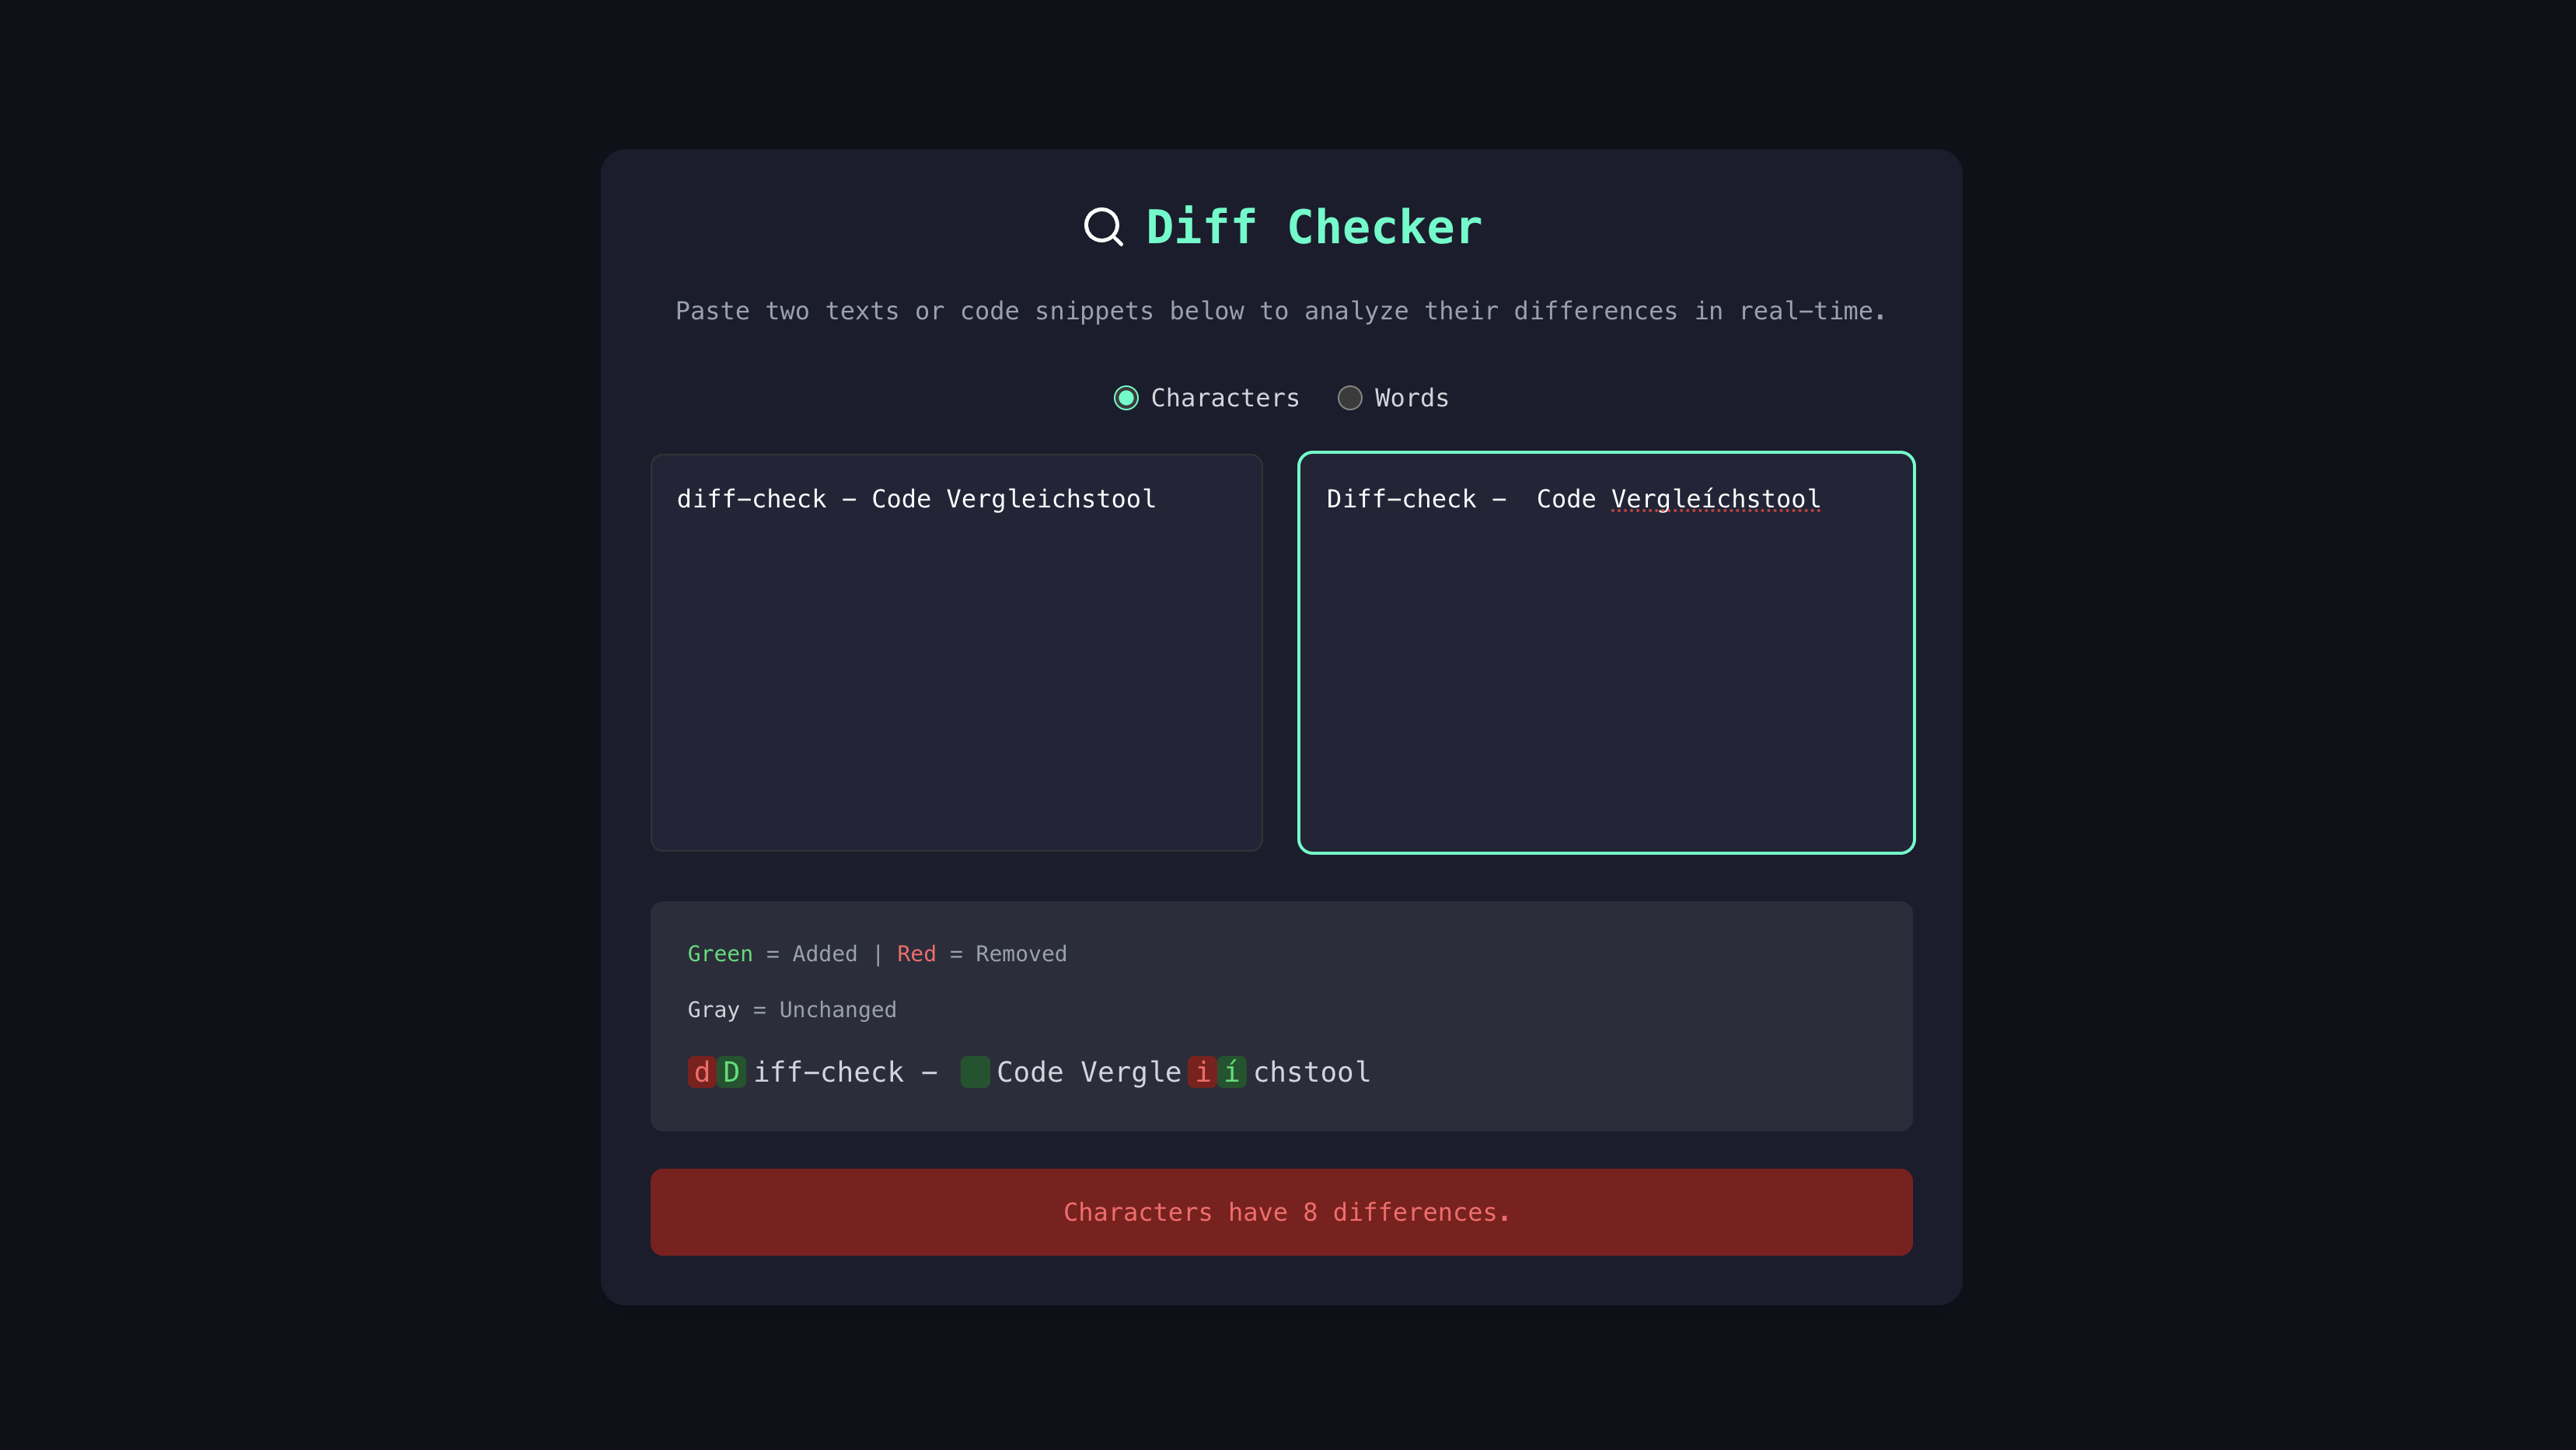 Diff Checker
Paste two texts or code snippets below to analyze their differences in real-time.
Characters Words
diff-check - Code Vergleichstool
Diff-check -  Code Vergleíchstool
Green = Added | Red = Removed
Gray = Unchanged
dDiff-check -  Code Vergleiíchstool
Characters have 8 differences.